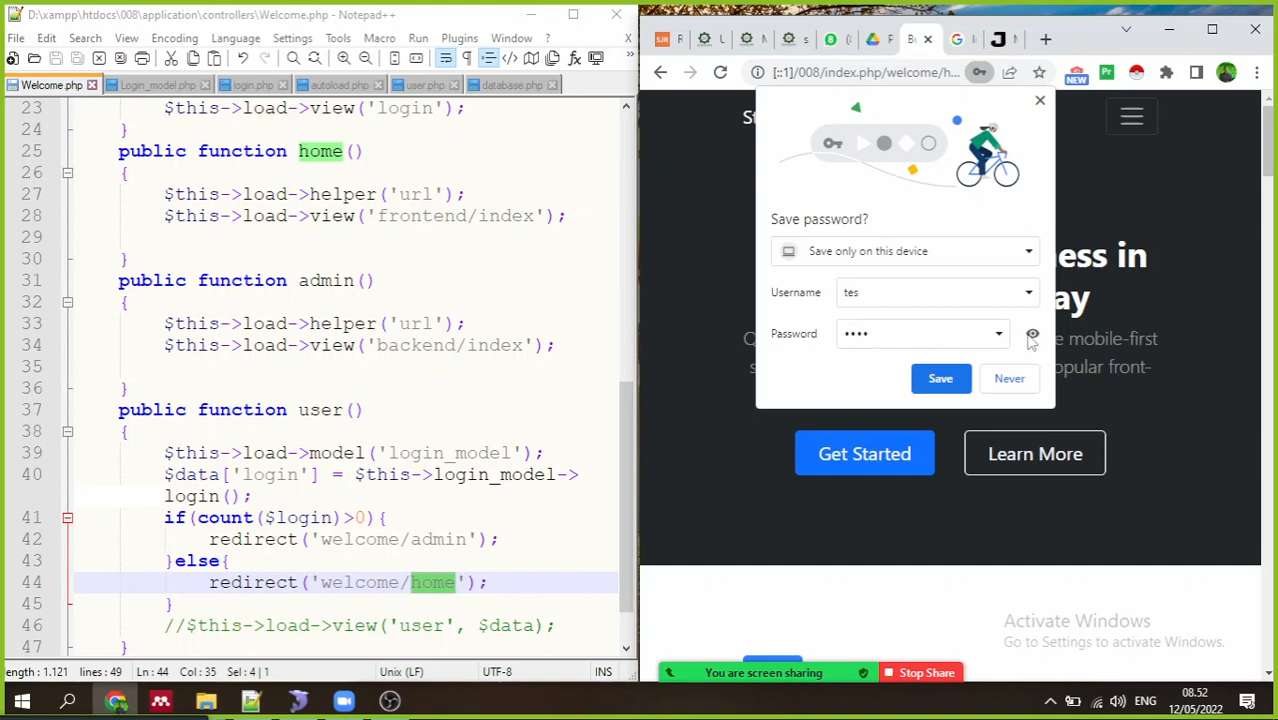 D:\xampp\htdocs\008\application\controllers\Welcome.php - Notepad++
File Edit Search View Encoding Language Settings Tools Macro Run Plugins Window ? X
Welcome.php Login_model.php login.php autoload.php user.php database.php
23 $this->load->view('login');
24 }
25 public function home()
26 {
27 $this->load->helper('url');
28 $this->load->view('frontend/index');
29
30 }
31 public function admin()
32 {
33 $this->load->helper('url');
34 $this->load->view('backend/index');
35
36 }
37 public function user()
38 {
39 $this->load->model('login_model');
40 $data['login'] = $this->login_model->
login();
41 if(count($login)>0){
42 redirect('welcome/admin');
43 }else{
44 redirect('welcome/home');
45 }
46 //$this->load->view('user', $data);
47 }
ength : 1.121 lines : 49 Ln : 44 Col : 35 Sel : 4 | 1 Unix (LF) UTF-8 INS
[::1]/008/index.php/welcome/h...
NEW
Pr
St
Save password?
Save only on this device
ess in
Username tes
ay
Password ••••
Q
e mobile-first
s
opular front-
Save Never
Get Started Learn More
Activate Windows
Go to Settings to activate Windows.
You are screen sharing Stop Share
ENG
08.52
12/05/2022